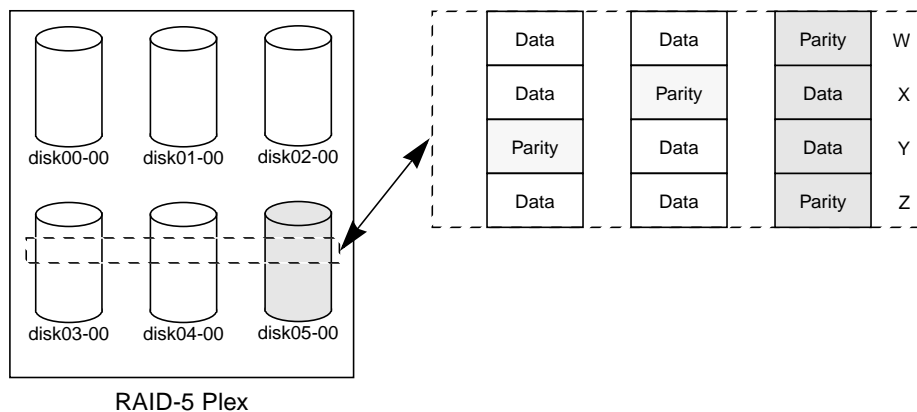 disk00-00 disk01-00 disk02-00
disk03-00 disk04-00 disk05-00
RAID-5 Plex
Data Data Parity W
Data Parity Data X
Parity Data Data Y
Data Data Parity Z